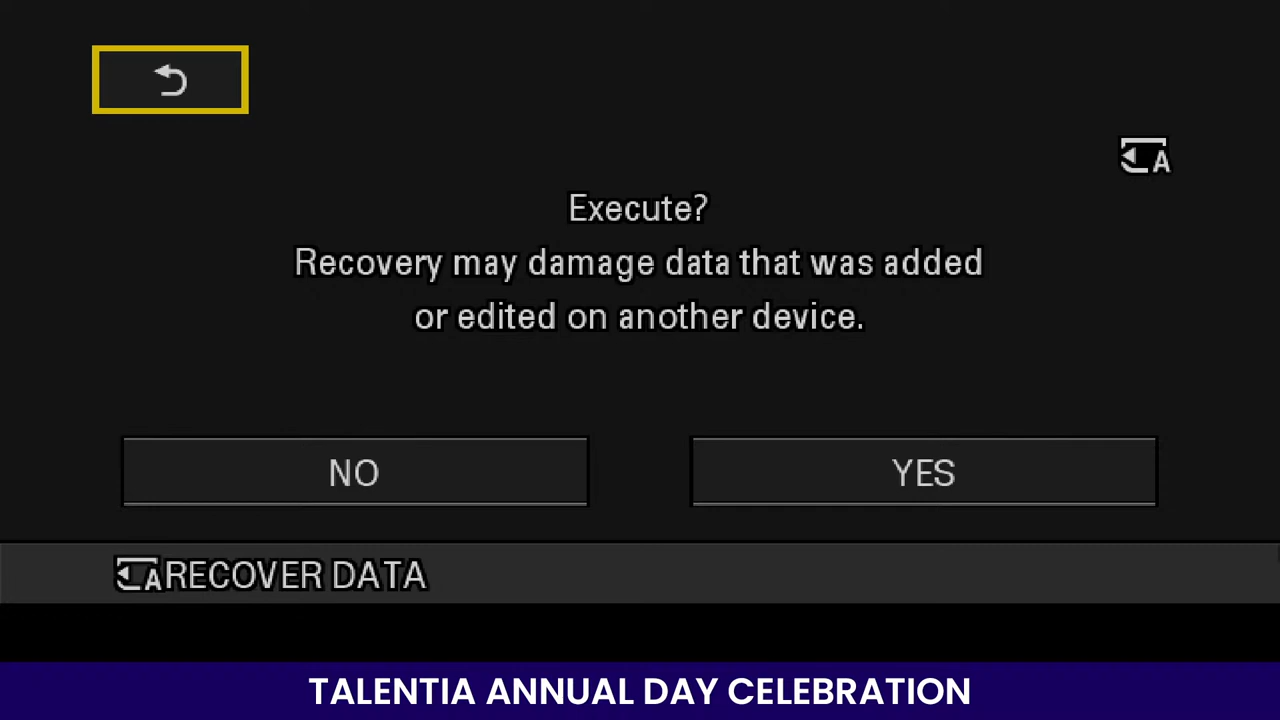 A
Execute?
Recovery may damage data that was added
or edited on another device.
NO
YES
A RECOVER DATA
TALENTIA ANNUAL DAY CELEBRATION